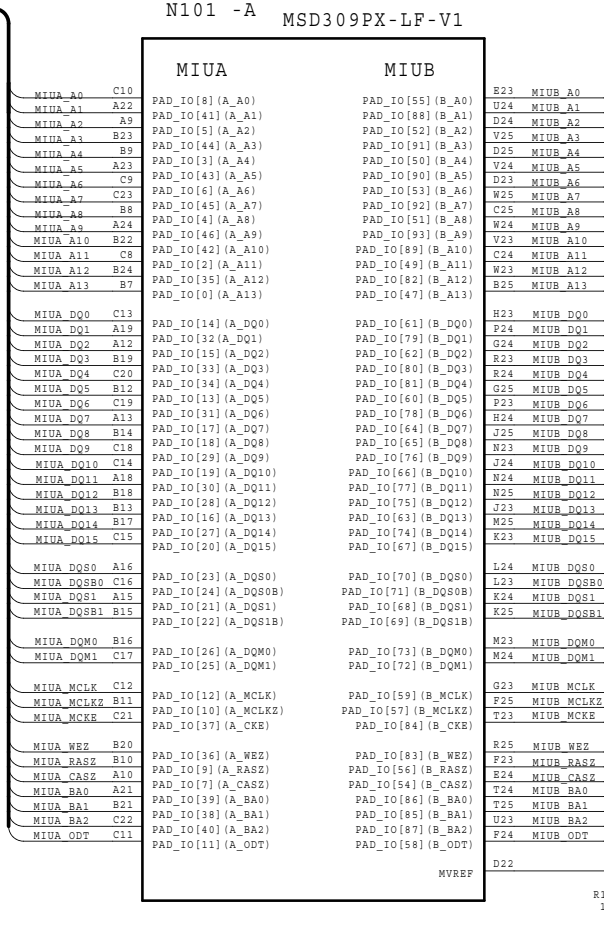 N101 -A MSD309PX-LF-V1
MIUA MIUB
MIUA_A0 C10 PAD_IO[8](A_A0) PAD_IO[55](B_A0) E23 MIUB_A0
MIUA_A1 A22 PAD_IO[41](A_A1) PAD_IO[88](B_A1) U24 MIUB_A1
MIUA_A2 A9 PAD_IO[5](A_A2) PAD_IO[52](B_A2) D24 MIUB_A2
MIUA_A3 B23 PAD_IO[44](A_A3) PAD_IO[91](B_A3) V25 MIUB_A3
MIUA_A4 B9 PAD_IO[3](A_A4) PAD_IO[50](B_A4) D25 MIUB_A4
MIUA_A5 A23 PAD_IO[43](A_A5) PAD_IO[90](B_A5) V24 MIUB_A5
MIUA_A6 C9 PAD_IO[6](A_A6) PAD_IO[53](B_A6) D23 MIUB_A6
MIUA_A7 C23 PAD_IO[45](A_A7) PAD_IO[92](B_A7) W25 MIUB_A7
MIUA_A8 B8 PAD_IO[4](A_A8) PAD_IO[51](B_A8) C25 MIUB_A8
MIUA_A9 A24 PAD_IO[46](A_A9) PAD_IO[93](B_A9) W24 MIUB_A9
MIUA_A10 B22 PAD_IO[42](A_A10) PAD_IO[89](B_A10) V23 MIUB_A10
MIUA_A11 C8 PAD_IO[2](A_A11) PAD_IO[49](B_A11) C24 MIUB_A11
MIUA_A12 B24 PAD_IO[35](A_A12) PAD_IO[82](B_A12) W23 MIUB_A12
MIUA_A13 B7 PAD_IO[0](A_A13) PAD_IO[47](B_A13) B25 MIUB_A13
MIUA_DQ0 C13 PAD_IO[14](A_DQ0) PAD_IO[61](B_DQ0) H23 MIUB_DQ0
MIUA_DQ1 A19 PAD_IO[32(A_DQ1) PAD_IO[79](B_DQ1) P24 MIUB_DQ1
MIUA_DQ2 A12 PAD_IO[15](A_DQ2) PAD_IO[62](B_DQ2) G24 MIUB_DQ2
MIUA_DQ3 B19 PAD_IO[33](A_DQ3) PAD_IO[80](B_DQ3) R23 MIUB_DQ3
MIUA_DQ4 C20 PAD_IO[34](A_DQ4) PAD_IO[81](B_DQ4) R24 MIUB_DQ4
MIUA_DQ5 B12 PAD_IO[13](A_DQ5) PAD_IO[60](B_DQ5) G25 MIUB_DQ5
MIUA_DQ6 C19 PAD_IO[31](A_DQ6) PAD_IO[78](B_DQ6) P23 MIUB_DQ6
MIUA_DQ7 A13 PAD_IO[17](A_DQ7) PAD_IO[64](B_DQ7) H24 MIUB_DQ7
MIUA_DQ8 B14 PAD_IO[18](A_DQ8) PAD_IO[65](B_DQ8) J25 MIUB_DQ8
MIUA_DQ9 C18 PAD_IO[29](A_DQ9) PAD_IO[76](B_DQ9) N23 MIUB_DQ9
MIUA_DQ10 C14 PAD_IO[19](A_DQ10) PAD_IO[66](B_DQ10) J24 MIUB_DQ10
MIUA_DQ11 A18 PAD_IO[30](A_DQ11) PAD_IO[77](B_DQ11) N24 MIUB_DQ11
MIUA_DQ12 B18 PAD_IO[28](A_DQ12) PAD_IO[75](B_DQ12) N25 MIUB_DQ12
MIUA_DQ13 B13 PAD_IO[16](A_DQ13) PAD_IO[63](B_DQ13) J23 MIUB_DQ13
MIUA_DQ14 B17 PAD_IO[27](A_DQ14) PAD_IO[74](B_DQ14) M25 MIUB_DQ14
MIUA_DQ15 C15 PAD_IO[20](A_DQ15) PAD_IO[67](B_DQ15) K23 MIUB_DQ15
MIUA_DQS0 A16 PAD_IO[23](A_DQS0) PAD_IO[70](B_DQS0) L24 MIUB_DQS0
MIUA_DQSB0 C16 PAD_IO[24](A_DQS0B) PAD_IO[71](B_DQS0B) L23 MIUB_DQSB0
MIUA_DQS1 A15 PAD_IO[21](A_DQS1) PAD_IO[68](B_DQS1) K24 MIUB_DQS1
MIUA_DQSB1 B15 PAD_IO[22](A_DQS1B) PAD_IO[69](B_DQS1B) K25 MIUB_DQSB1
MIUA_DQM0 B16 PAD_IO[26](A_DQM0) PAD_IO[73](B_DQM0) M23 MIUB_DQM0
MIUA_DQM1 C17 PAD_IO[25](A_DQM1) PAD_IO[72](B_DQM1) M24 MIUB_DQM1
MIUA_MCLK C12 PAD_IO[12](A_MCLK) PAD_IO[59](B_MCLK) G23 MIUB_MCLK
MIUA_MCLKZ B11 PAD_IO[10](A_MCLKZ) PAD_IO[57](B_MCLKZ) F25 MIUB_MCLKZ
MIUA_MCKE C21 PAD_IO[37](A_CKE) PAD_IO[84](B_CKE) T23 MIUB_MCKE
MIUA_WEZ B20 PAD_IO[36](A_WEZ) PAD_IO[83](B_WEZ) R25 MIUB_WEZ
MIUA_RASZ B10 PAD_IO[9](A_RASZ) PAD_IO[56](B_RASZ) F23 MIUB_RASZ
MIUA_CASZ A10 PAD_IO[7](A_CASZ) PAD_IO[54](B_CASZ) E24 MIUB_CASZ
MIUA_BA0 A21 PAD_IO[39](A_BA0) PAD_IO[86](B_BA0) T24 MIUB_BA0
MIUA_BA1 B21 PAD_IO[38](A_BA1) PAD_IO[85](B_BA1) T25 MIUB_BA1
MIUA_BA2 C22 PAD_IO[40](A_BA2) PAD_IO[87](B_BA2) U23 MIUB_BA2
MIUA_ODT C11 PAD_IO[11](A_ODT) PAD_IO[58](B_ODT) F24 MIUB_ODT
MVREF D22
R1
1